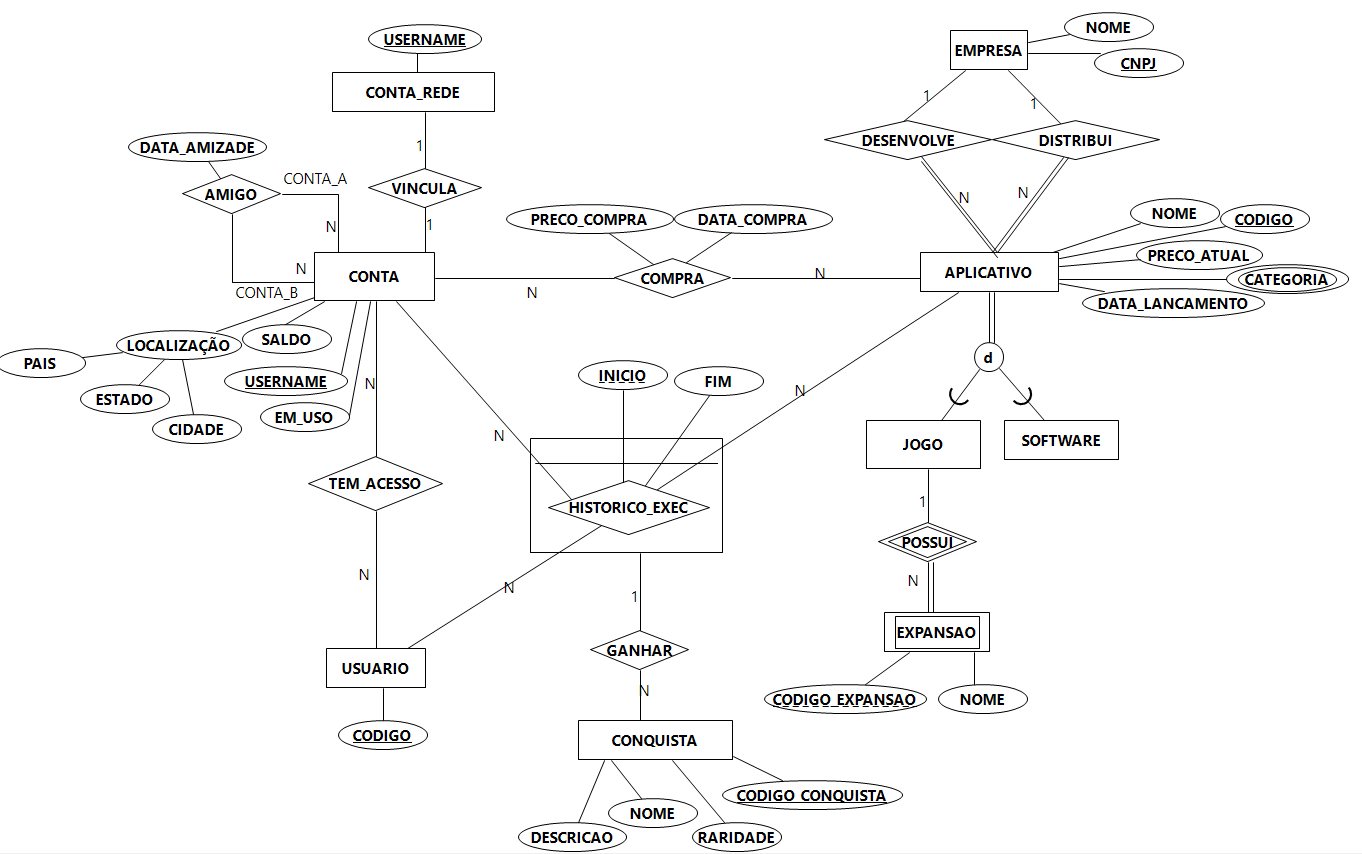 NOME
USERNAME
EMPRESA
CNPJ
CONTA_REDE
1
1
DESENVOLVE
DISTRIBUI
DATA_AMIZADE
1
CONTA_A
AMIGO
VINCULA
N
N
PRECO_COMPRA
DATA_COMPRA
NOME
CODIGO
N
1
PRECO_ATUAL
N
CONTA
COMPRA
N
APLICATIVO
CATEGORIA
CONTA_B
N
DATA_LANCAMENTO
LOCALIZAÇÃO
SALDO
PAIS
d
USERNAME
N
INICIO
FIM
N
ESTADO
EM_USO
CIDADE
N
JOGO
SOFTWARE
TEM_ACESSO
HISTORICO_EXEC
1
POSSUI
N
N
N
1
EXPANSAO
GANHAR
USUARIO
N
CODIGO_EXPANSAO
NOME
CODIGO
CONQUISTA
CODIGO_CONQUISTA
NOME
DESCRICAO
RARIDADE